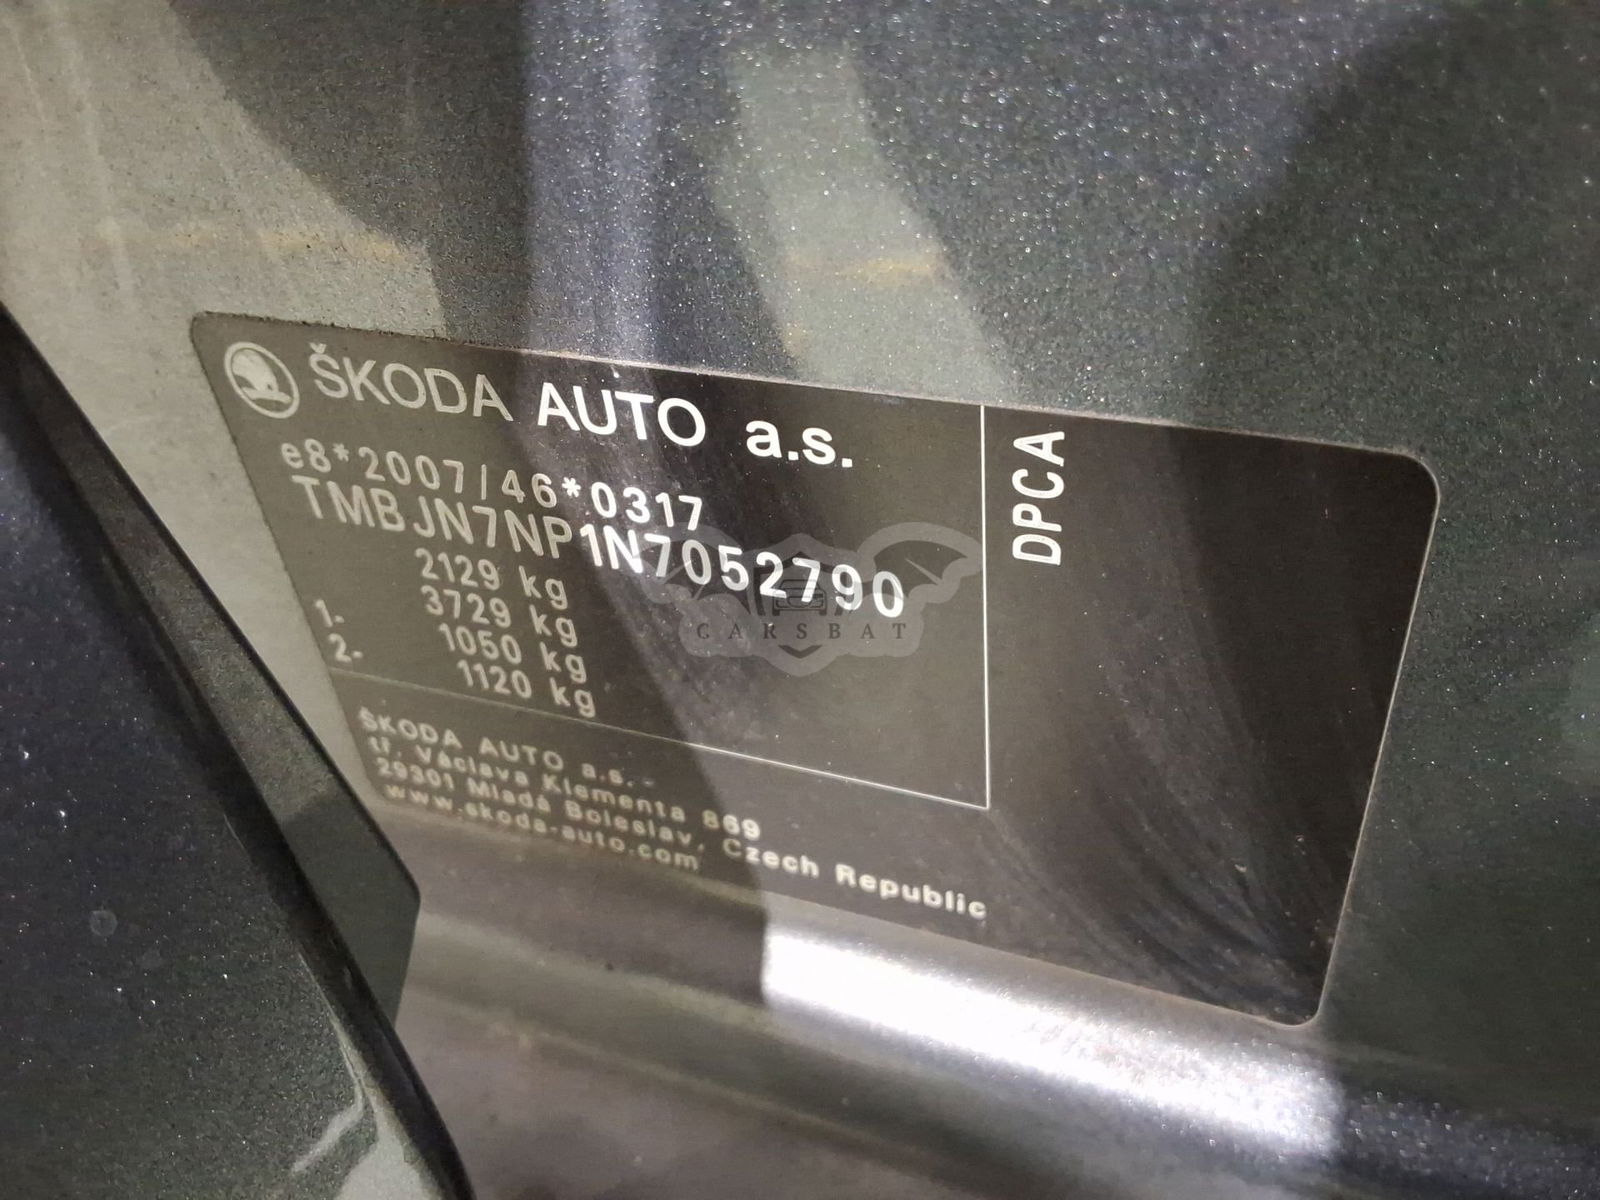 ŠKODA AUTO a.s.
e8*2007/46*0317
TMBJN7NP1N7052790
2129 kg
3729 kg
1- 1050 kg
2- 1120 kg
DPCA
ŠKODA AUTO a.s. -
tř. Václava Klementa 869
29301 Mladá Boleslav, Czech Republic
www.skoda-auto.com
CARSBAT